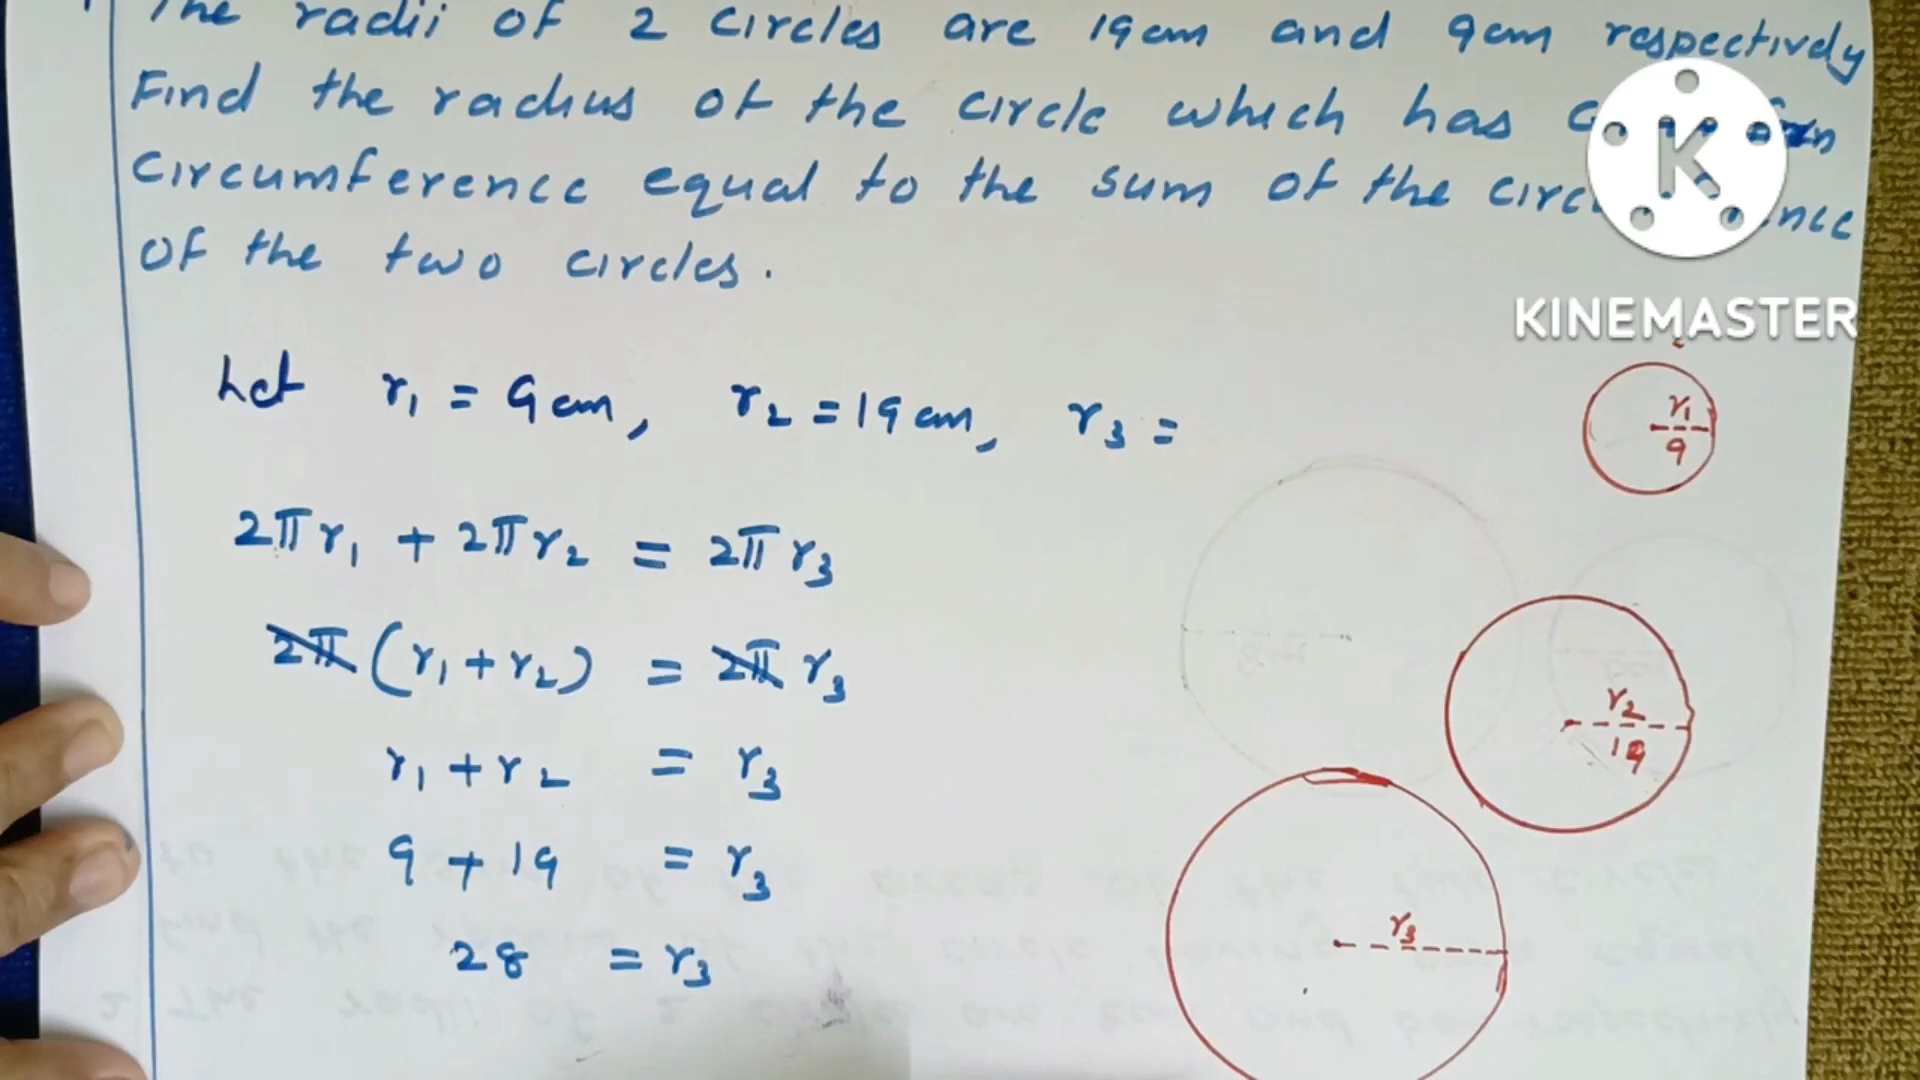 The radii of 2 circles are 19cm and 9cm respectively
Find the radius of the circle which has
circumference equal to the sum of the
of the two circles.
KINEMASTER
Let r₁ = 9cm, r₂ = 19cm, r₃ =
r₁
9
2πr₁ + 2πr₂ = 2πr₃
2π(r₁+r₂) = 2πr₃
r₂
19
r₁ + r₂ = r₃
9 + 19 = r₃
r₃
28 = r₃